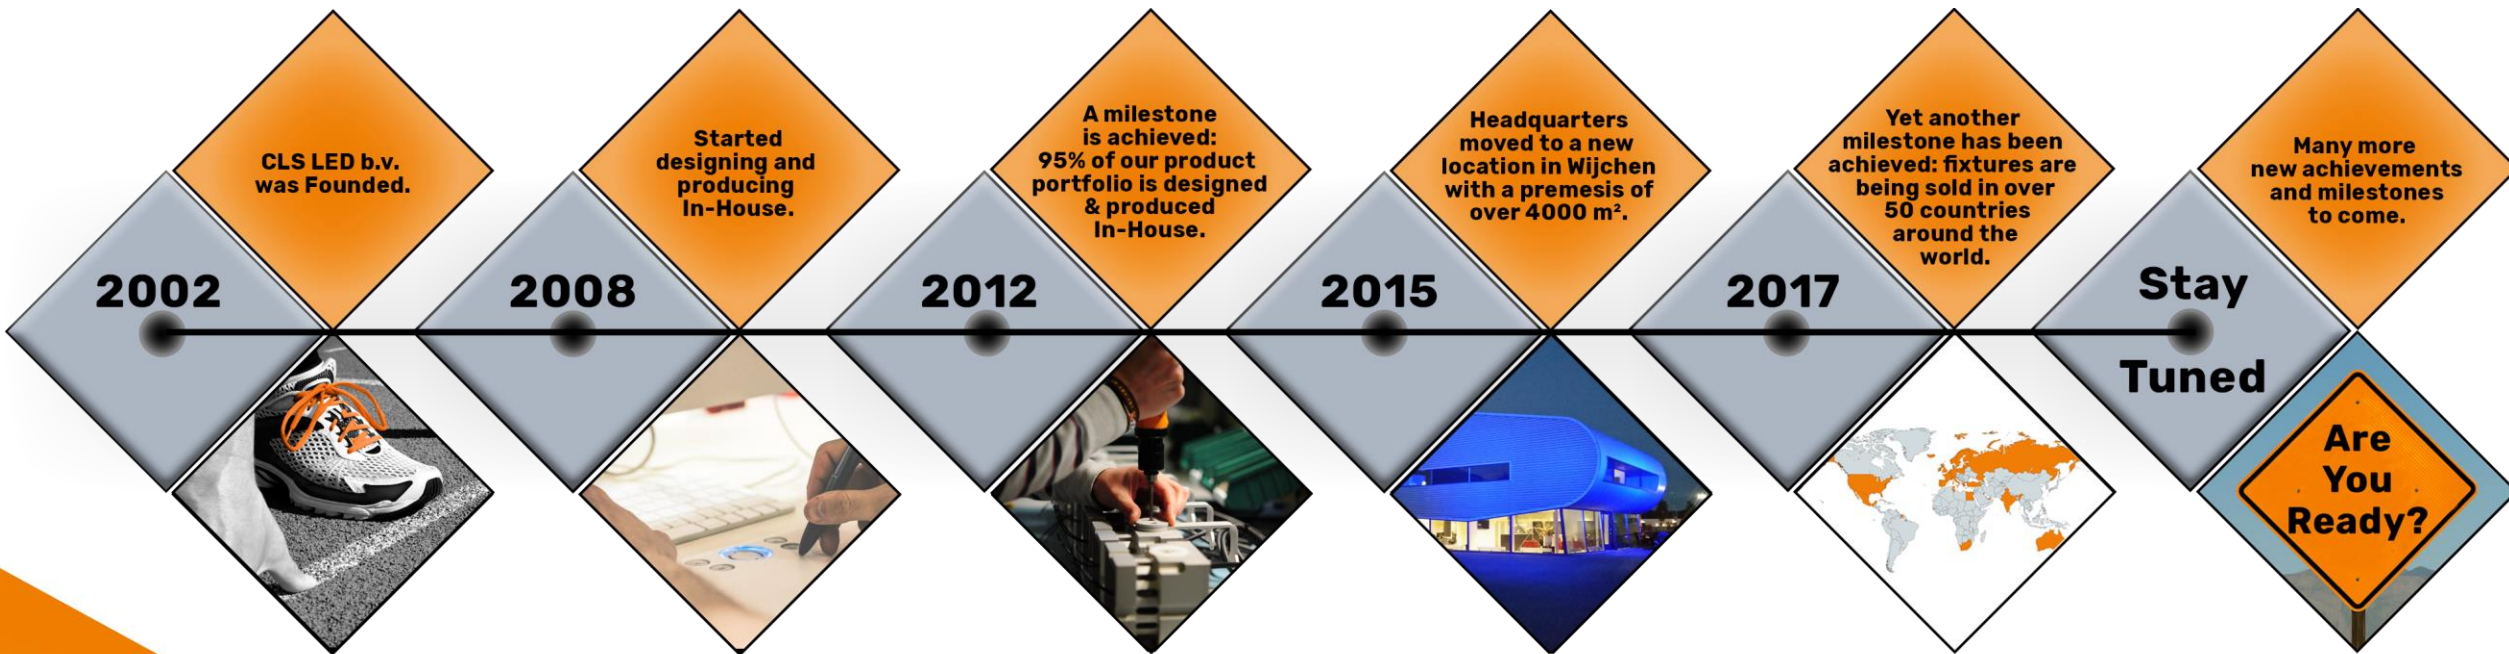 2002
CLS LED b.v.
was Founded.
2008
Started
designing and
producing
In-House.
2012
A milestone
is achieved:
95% of our product
portfolio is designed
& produced
In-House.
2015
Headquarters
moved to a new
location in Wijchen
with a premesis of
over 4000 m².
2017
Yet another
milestone has been
achieved: fixtures are
being sold in over
50 countries
around the
world.
Stay
Tuned
Many more
new achievements
and milestones
to come.
Are
You
Ready?